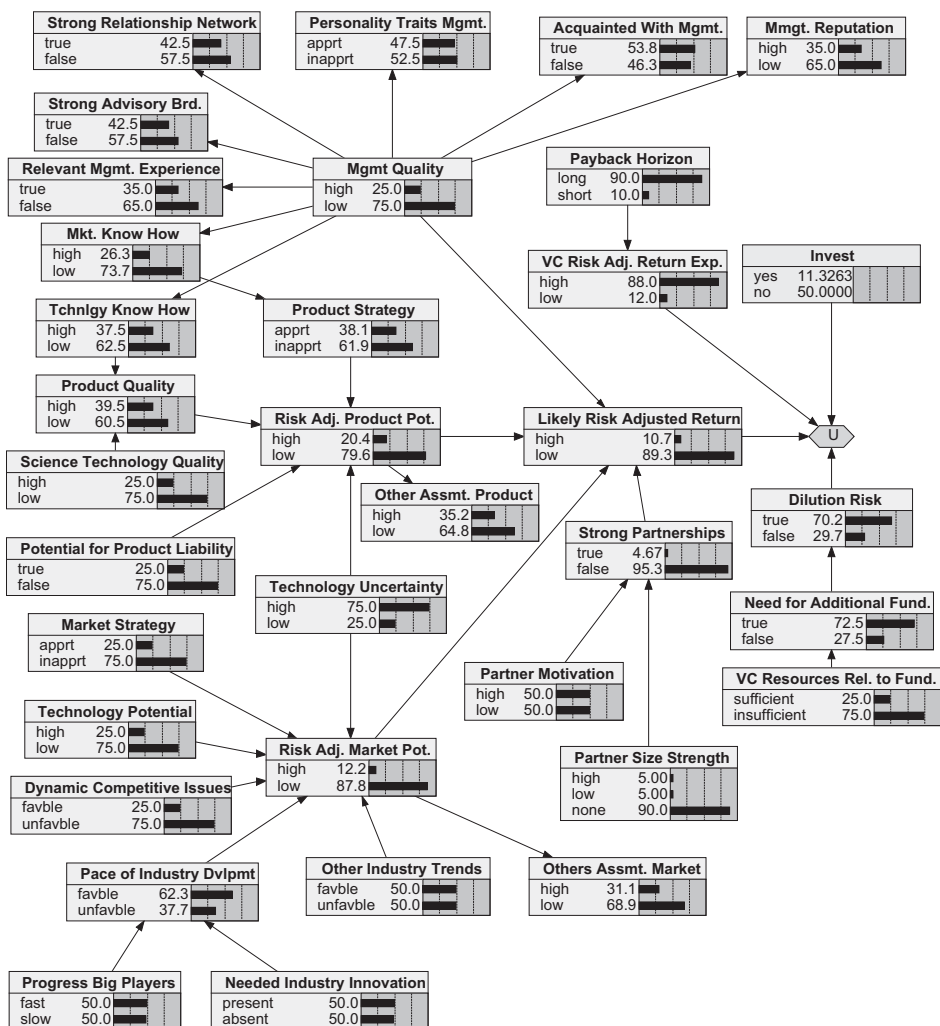 Strong Relationship Network
true 42.5
false 57.5
Personality Traits Mgmt.
apprt 47.5
inapprt 52.5
Acquainted With Mgmt.
true 53.8
false 46.3
Mmgt. Reputation
high 35.0
low 65.0
Strong Advisory Brd.
true 42.5
false 57.5
Relevant Mgmt. Experience
true 35.0
false 65.0
Mgmt Quality
high 25.0
low 75.0
Payback Horizon
long 90.0
short 10.0
Mkt. Know How
high 26.3
low 73.7
VC Risk Adj. Return Exp.
high 88.0
low 12.0
Invest
yes 11.3263
no 50.0000
Tchnlgy Know How
high 37.5
low 62.5
Product Strategy
apprt 38.1
inapprt 61.9
Product Quality
high 39.5
low 60.5
Risk Adj. Product Pot.
high 20.4
low 79.6
Likely Risk Adjusted Return
high 10.7
low 89.3
U
Science Technology Quality
high 25.0
low 75.0
Other Assmt. Product
high 35.2
low 64.8
Dilution Risk
true 70.2
false 29.7
Potential for Product Liability
true 25.0
false 75.0
Strong Partnerships
true 4.67
false 95.3
Technology Uncertainty
high 75.0
low 25.0
Need for Additional Fund.
true 72.5
false 27.5
Market Strategy
apprt 25.0
inapprt 75.0
Partner Motivation
high 50.0
low 50.0
VC Resources Rel. to Fund.
sufficient 25.0
insufficient 75.0
Technology Potential
high 25.0
low 75.0
Risk Adj. Market Pot.
high 12.2
low 87.8
Partner Size Strength
high 5.00
low 5.00
none 90.0
Dynamic Competitive Issues
favble 25.0
unfavble 75.0
Pace of Industry Dvlpmt
favble 62.3
unfavble 37.7
Other Industry Trends
favble 50.0
unfavble 50.0
Others Assmt. Market
high 31.1
low 68.9
Progress Big Players
fast 50.0
slow 50.0
Needed Industry Innovation
present 50.0
absent 50.0